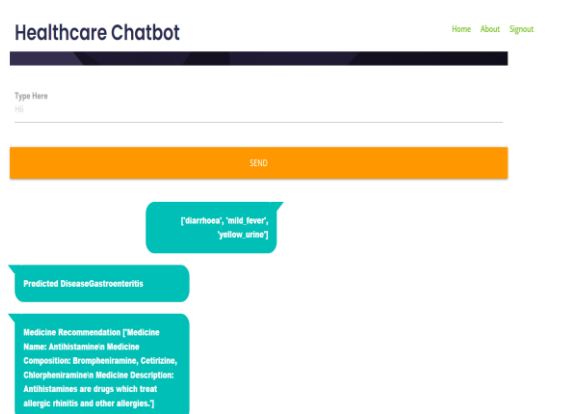 Healthcare Chatbot
Home About Signout
Type Here
Hii
SEND
['diarrhoea', 'mild_fever',
'yellow_urine']
Predicted DiseaseGastroenteritis
Medicine Recommendation ['Medicine
Name: Antihistamine\n Medicine
Composition: Brompheniramine, Cetirizine,
Chlorpheniramine\n Medicine Description:
Antihistamines are drugs which treat
allergic rhinitis and other allergies.']